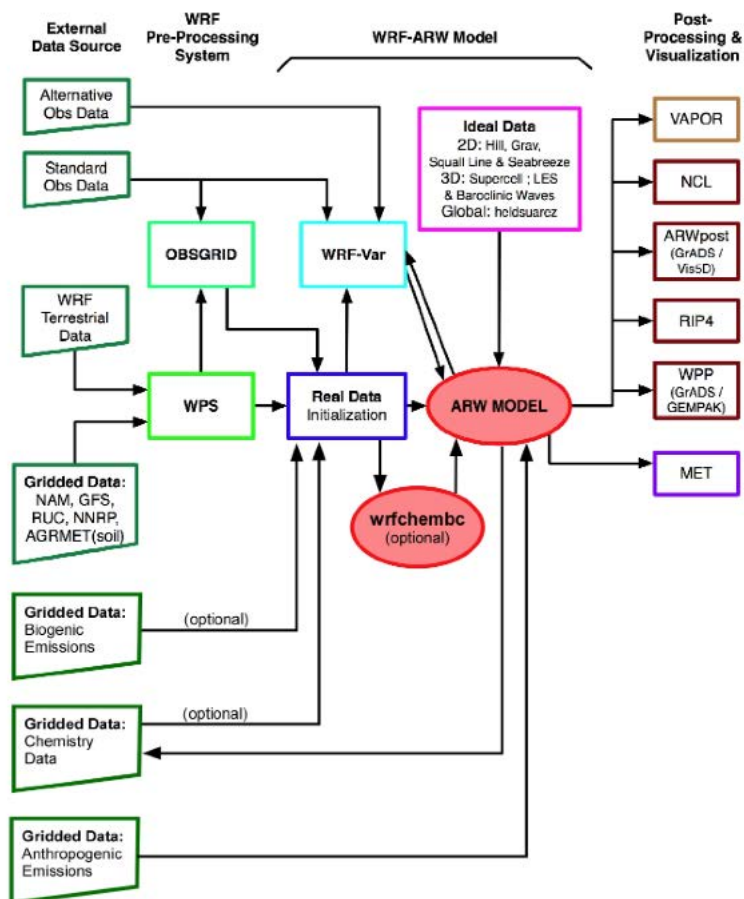 External
Data Source
WRF
Pre-Processing
System
WRF-ARW Model
Post-
Processing &
Visualization
Alternative
Obs Data
Standard
Obs Data
Ideal Data
2D: Hill, Grav,
Squall Line & Seabreeze
3D: Supercell ; LES
& Baroclinic Waves
Global: heldsuarez
VAPOR
NCL
OBSGRID
WRF-Var
ARWpost
(GrADS /
Vis5D)
WRF
Terrestrial
Data
RIP4
WPS
Real Data
Initialization
ARW MODEL
WPP
(GrADS /
GEMPAK)
Gridded Data:
NAM, GFS,
RUC, NNRP,
AGRMET(soil)
wrfchembc
(optional)
MET
Gridded Data:
Biogenic
Emissions
(optional)
Gridded Data:
Chemistry
Data
(optional)
Gridded Data:
Anthropogenic
Emissions